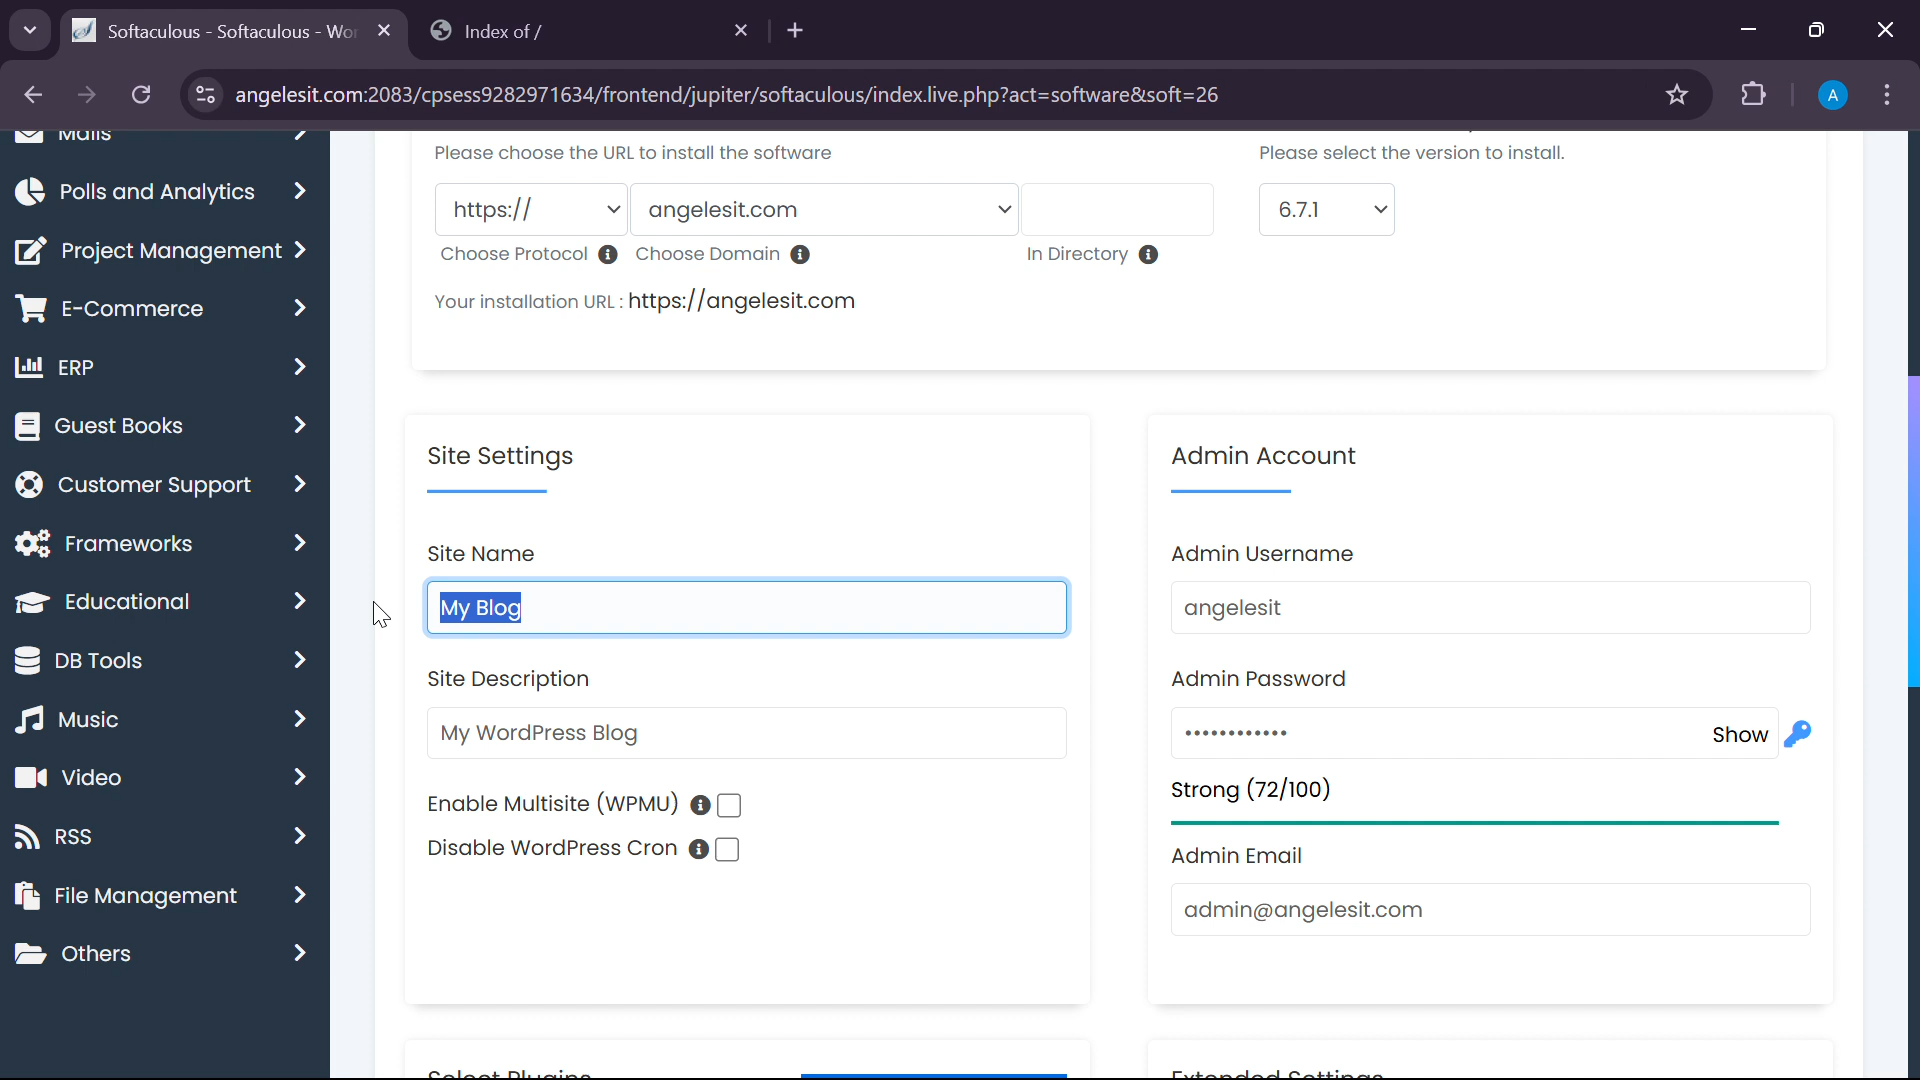 Softaculous - Softaculous - Wor
Index of /
angelesit.com:2083/cpsess9282971634/frontend/jupiter/softaculous/index.live.php?act=software&soft=26
A
Mails
Polls and Analytics
Project Management
E-Commerce
ERP
Guest Books
Customer Support
Frameworks
Educational
DB Tools
Music
Video
RSS
File Management
Others
Please choose the URL to install the software
https://
angelesit.com
Choose Protocol
Choose Domain
In Directory
Your installation URL : https://angelesit.com
Please select the version to install.
6.7.1
Site Settings
Site Name
My Blog
Site Description
My WordPress Blog
Enable Multisite (WPMU)
Disable WordPress Cron
Admin Account
Admin Username
angelesit
Admin Password
••••••••••••
Show
Strong (72/100)
Admin Email
admin@angelesit.com
Select Plugins
Extended Settings